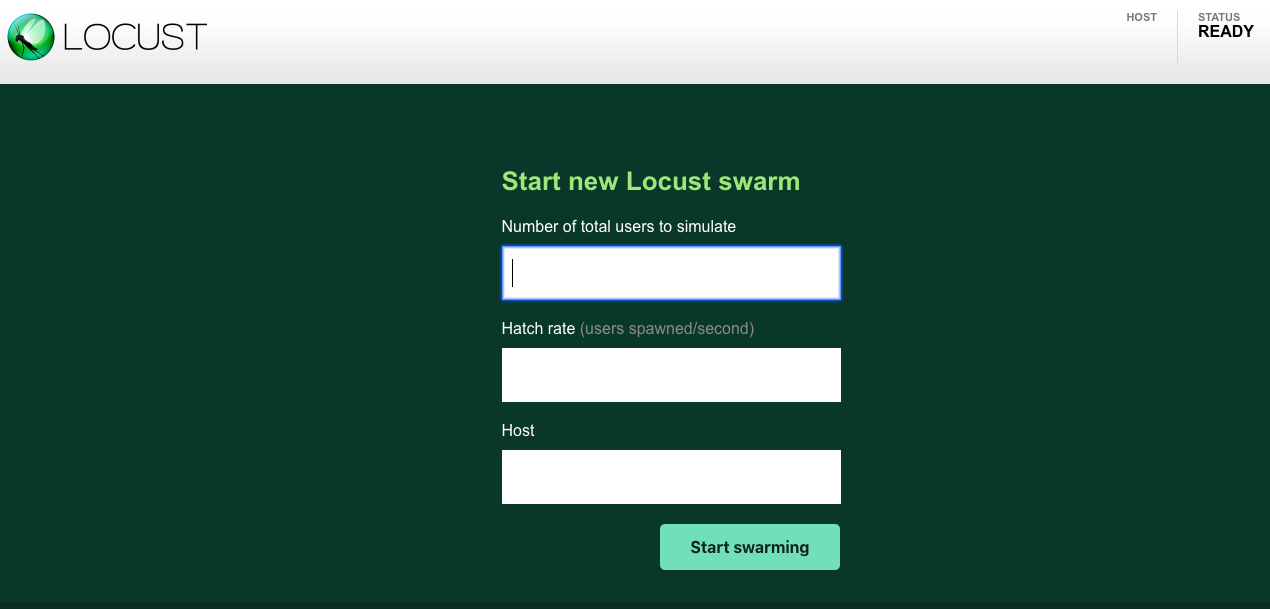 LOCUST
HOST
STATUS
READY
Start new Locust swarm
Number of total users to simulate
Hatch rate (users spawned/second)
Host
Start swarming